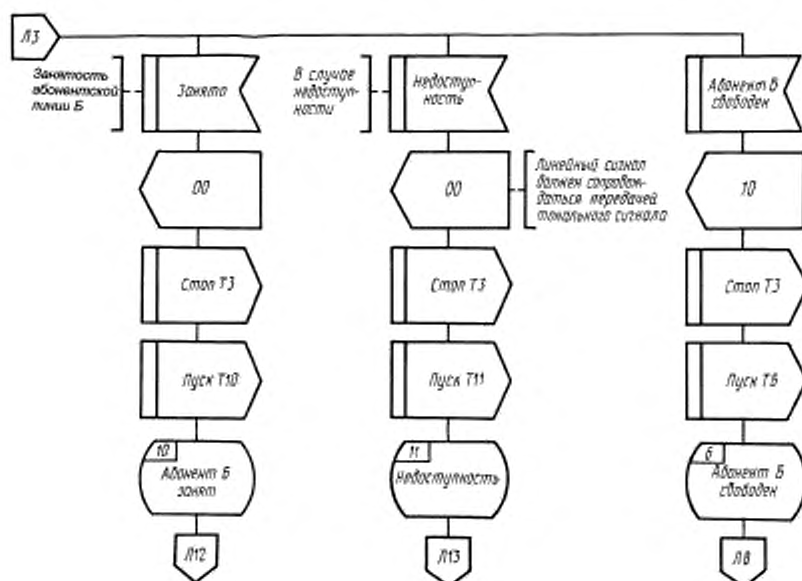 Л3
Занятость
абонентской
линии Б
Занято
В случае
недоступ-
ности
Недоступ-
ность
Абонент Б
свободен
00
00
Линейный сигнал
должен сопровож-
даться передачей
тонального сигнала
10
Стоп Т3
Стоп Т3
Стоп Т3
Пуск Т10
Пуск Т11
Пуск Т6
10
Абонент Б
занят
11
Недоступность
6
Абонент Б
свободен
Л12
Л13
Л8